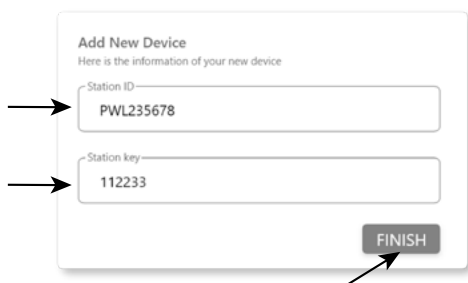 Add New Device
Here is the information of your new device
Station ID
PWL235678
Station key
112233
FINISH